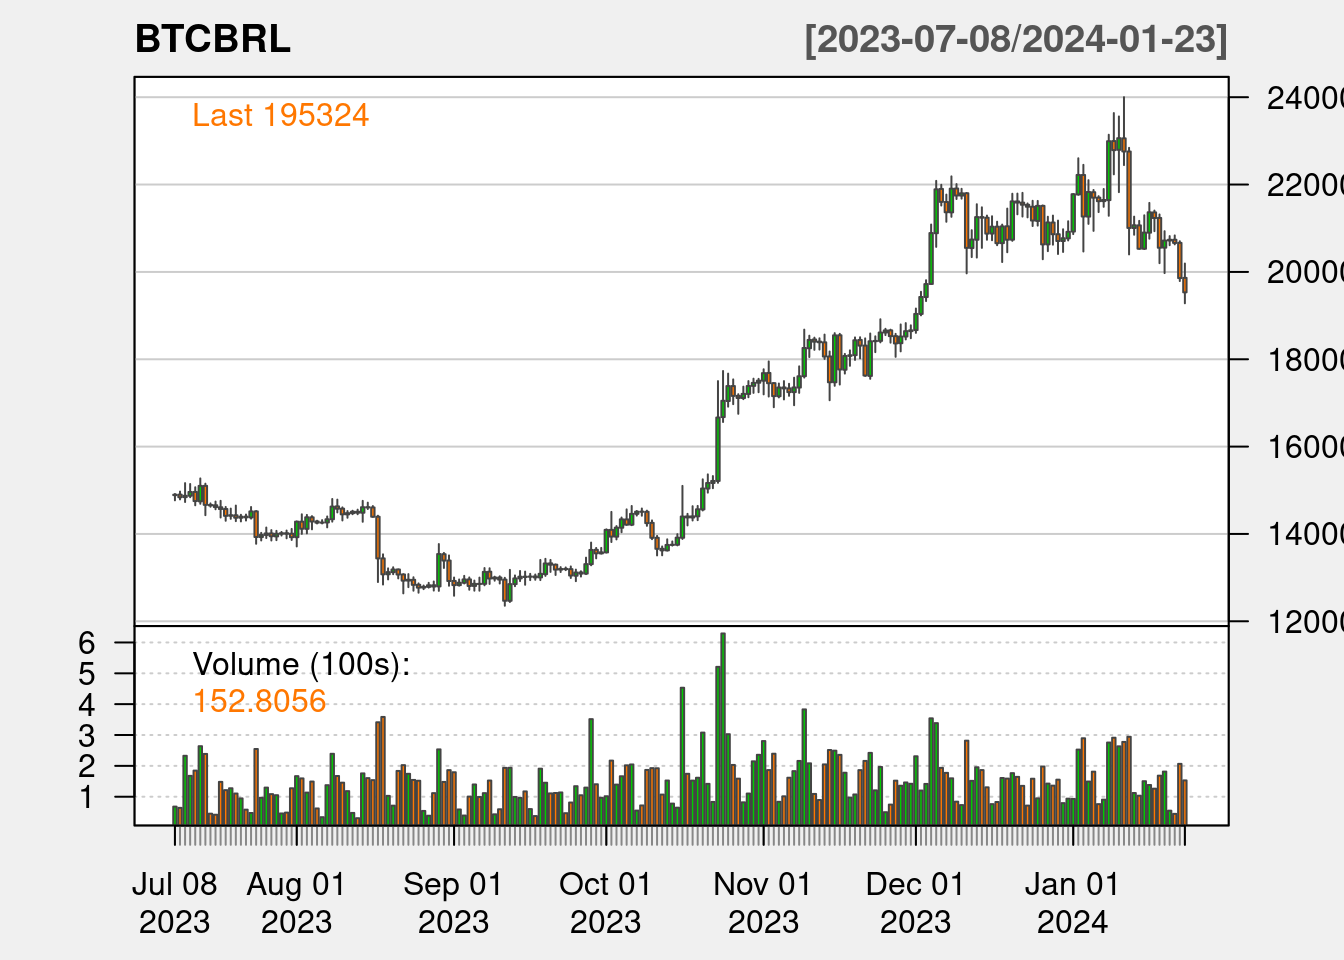 BTCBRL [2023-07-08/2024-01-23]
Last 195324
24000
22000
20000
18000
16000
14000
12000
Volume (100s):
152.8056
6
5
4
3
2
1
Jul 08 Aug 01 Sep 01 Oct 01 Nov 01 Dec 01 Jan 01
2023 2023 2023 2023 2023 2023 2024